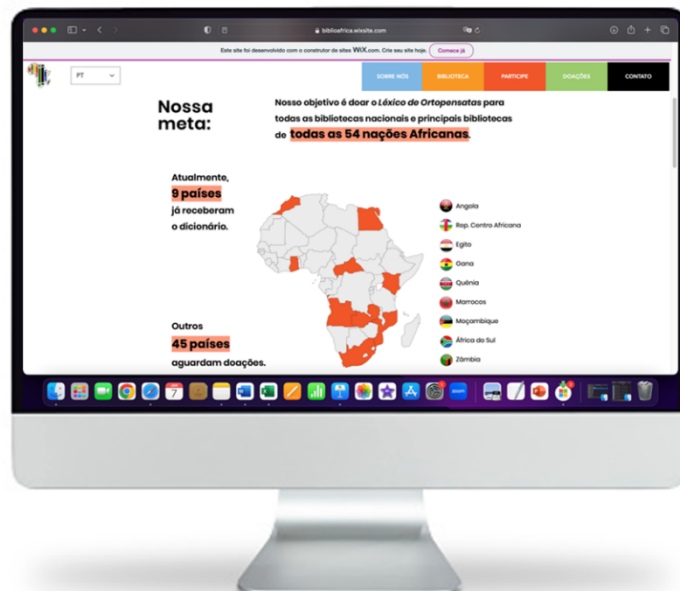 biblioafrica.wixsite.com
Este site foi desenvolvido com o construtor de sites WiX.com. Crie seu site hoje. Comece já
PT
SOBRE NÓS
BIBLIOTECA
PARTICIPE
DOAÇÕES
CONTATO
Nossa
meta:
Nosso objetivo é doar o Léxico de Ortopensatas para
todas as bibliotecas nacionais e principais bibliotecas
de todas as 54 nações Africanas.
Atualmente,
9 países
já receberam
o dicionário.
Angola
Rep. Centro Africana
Egito
Gana
Quênia
Marrocos
Moçambique
África do Sul
Zâmbia
Outros
45 países
aguardam doações.
7
zoom